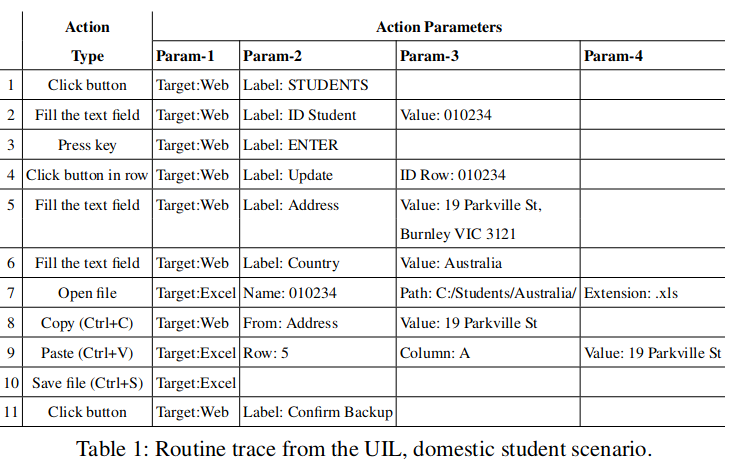 Action Action Parameters
Type Param-1 Param-2 Param-3 Param-4
1 Click button Target:Web Label: STUDENTS
2 Fill the text field Target:Web Label: ID Student Value: 010234
3 Press key Target:Web Label: ENTER
4 Click button in row Target:Web Label: Update ID Row: 010234
5 Fill the text field Target:Web Label: Address Value: 19 Parkville St,
Burnley VIC 3121
6 Fill the text field Target:Web Label: Country Value: Australia
7 Open file Target:Excel Name: 010234 Path: C:/Students/Australia/ Extension: .xls
8 Copy (Ctrl+C) Target:Web From: Address Value: 19 Parkville St
9 Paste (Ctrl+V) Target:Excel Row: 5 Column: A Value: 19 Parkville St
10 Save file (Ctrl+S) Target:Excel
11 Click button Target:Web Label: Confirm Backup
Table 1: Routine trace from the UIL, domestic student scenario.